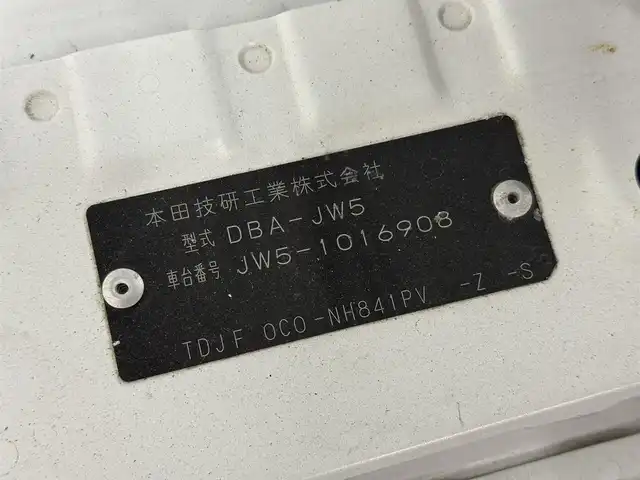 本田技研工業株式会社
型式 DBA-JW5
車台番号 JW5-1016908
TDJF 0C0-NH841PV -Z -S